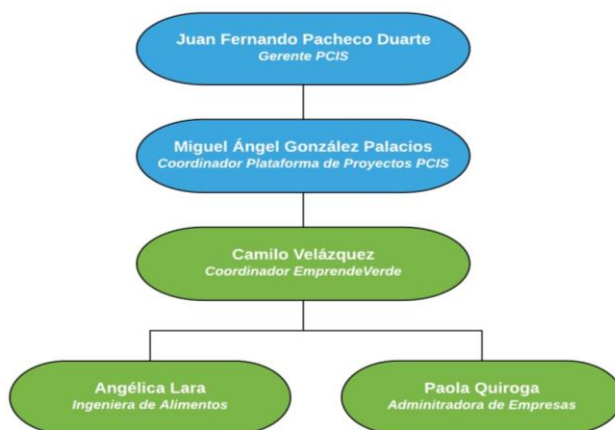 Juan Fernando Pacheco Duarte
Gerente PCIS
Miguel Ángel González Palacios
Coordinador Plataforma de Proyectos PCIS
Camilo Velázquez
Coordinador EmprendeVerde
Angélica Lara
Ingeniera de Alimentos
Paola Quiroga
Adminitradora de Empresas